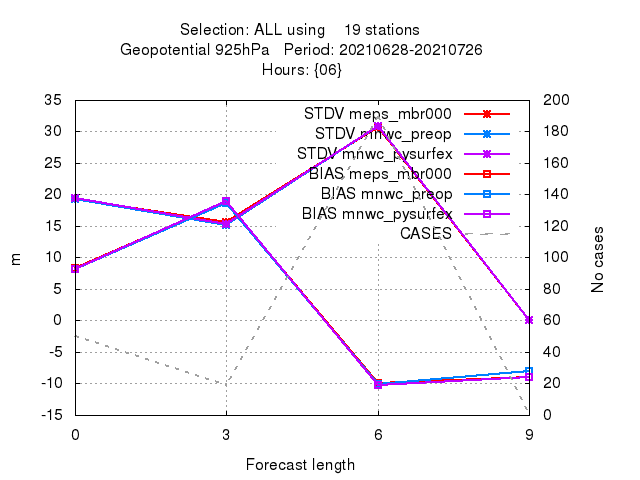 Selection: ALL using 19 stations
Geopotential 925hPa Period: 20210628-20210726
Hours: {06}
35 200
30 180
25 160
20 140
15 120
10 100
5 80
0 60
-5 40
-10 20
-15 0
STDV meps_mbr000
STDV mnwc_preop
STDV mnwc_pysurfex
BIAS meps_mbr000
BIAS mnwc_preop
BIAS mnwc_pysurfex
CASES
m
No cases
0 3 6 9
Forecast length